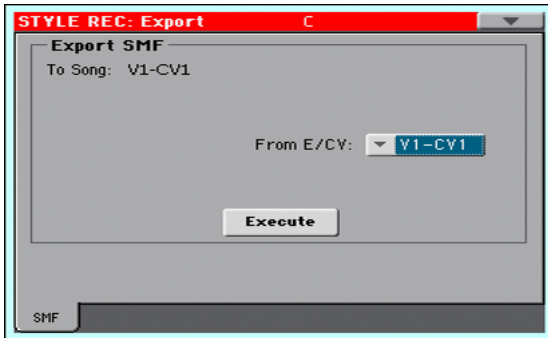 STYLE REC: Export C
Export SMF
To Song: V1-CV1
From E/CV: V1-CV1
Execute
SMF